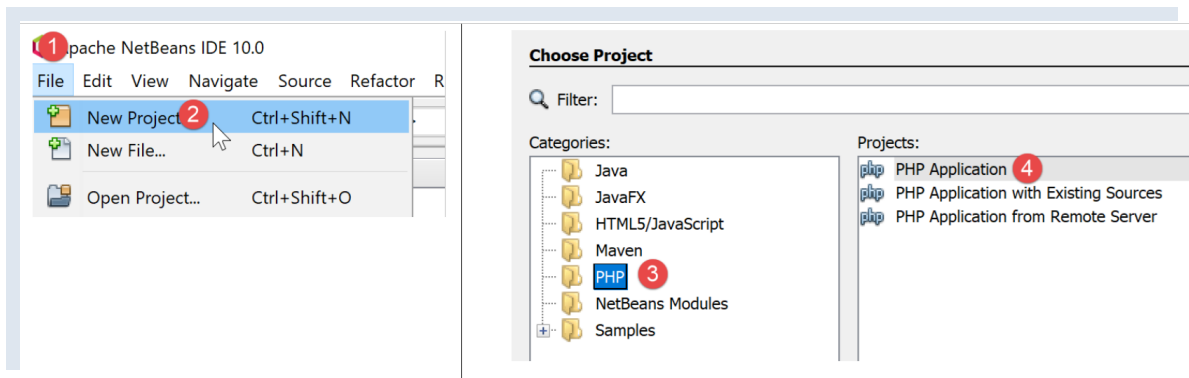 1 pache NetBeans IDE 10.0
File Edit View Navigate Source Refactor R
New Project 2 Ctrl+Shift+N
New File... Ctrl+N
Open Project... Ctrl+Shift+O
Choose Project
Filter:
Categories:
Java
JavaFX
HTML5/JavaScript
Maven
PHP 3
NetBeans Modules
Samples
Projects:
php PHP Application 4
php PHP Application with Existing Sources
php PHP Application from Remote Server